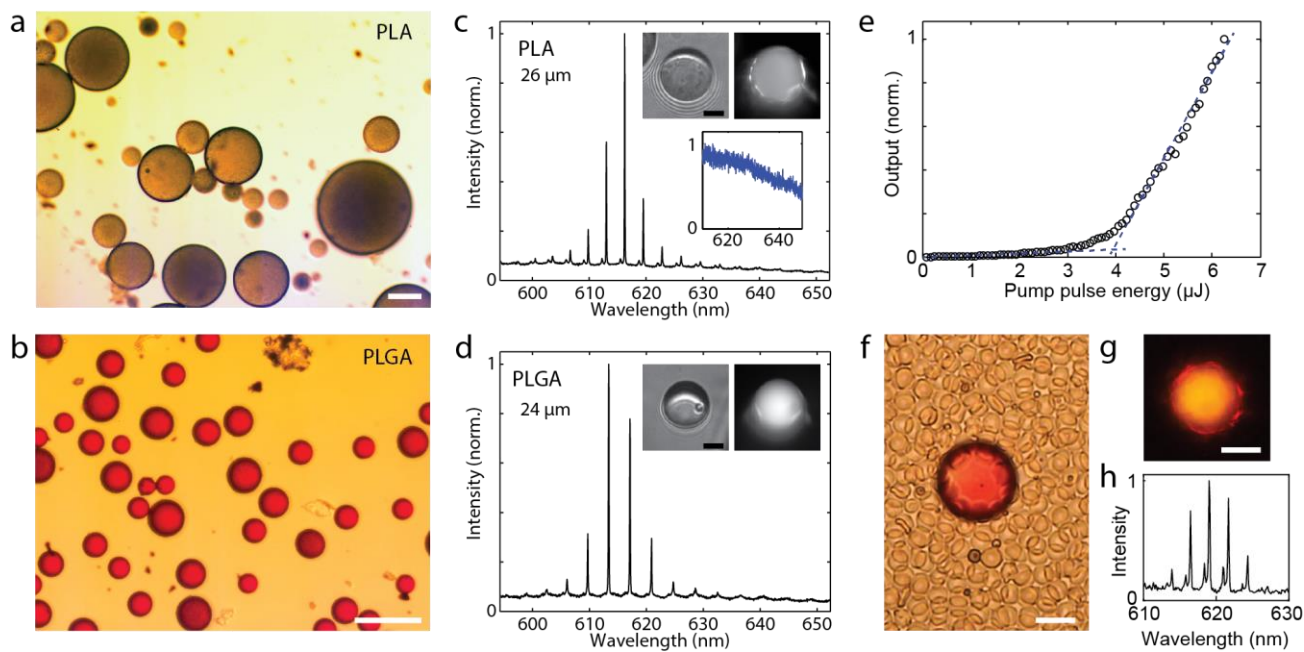 a
PLA
b
PLGA
c
PLA
26 µm
Intensity (norm.)
1
0
1
0
620
640
600
610
620
630
640
650
Wavelength (nm)
d
PLGA
24 µm
Intensity (norm.)
1
0
600
610
620
630
640
650
Wavelength (nm)
e
Output (norm.)
1
0
0
1
2
3
4
5
6
7
Pump pulse energy (µJ)
f
g
h
Intensity
1
0
610
620
630
Wavelength (nm)